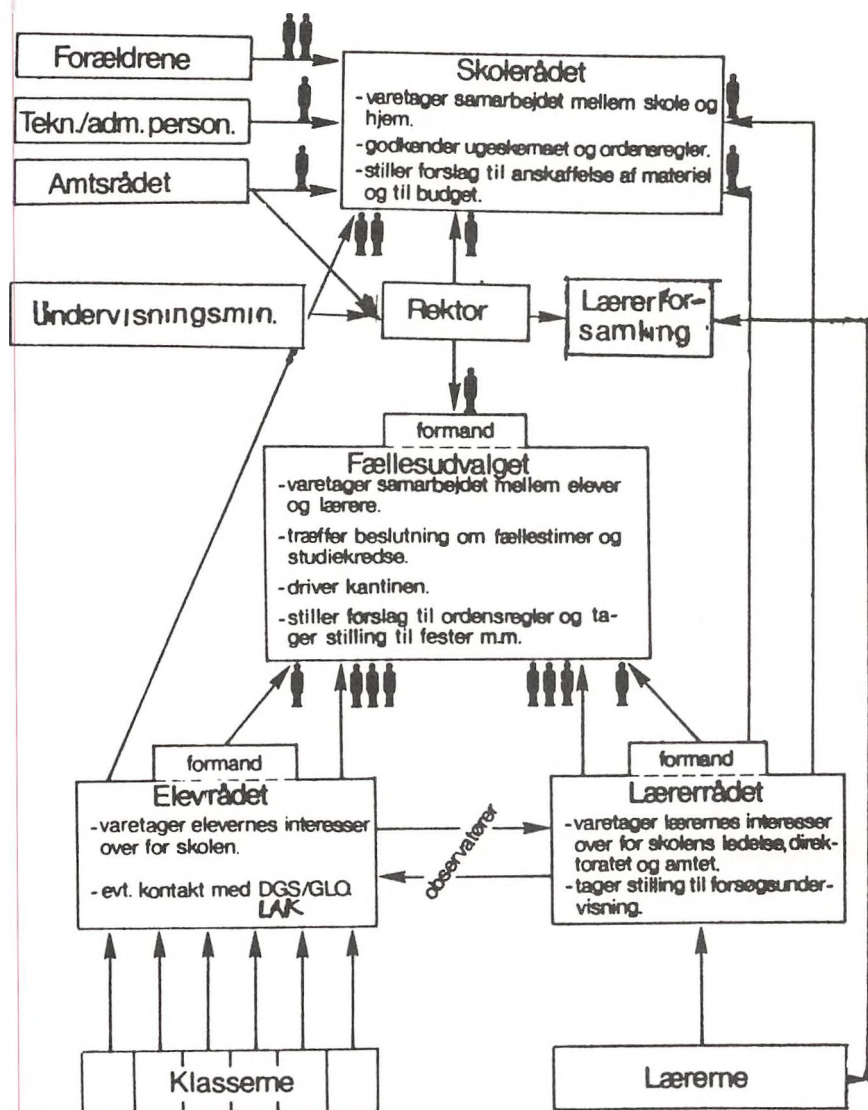 Forældrene
Tekn./adm. person.
Amtsrådet
Skolerådet
-varetager samarbejdet mellem skole og
hjem.
-godkender ugeskemaet og ordensregler.
-stiller forslag til anskaffelse af materiel
og til budget.
Undervisningsmin.
Rektor
Lærerfor-
samling
formand
Fællesudvalget
-varetager samarbejdet mellem elever
og lærere.
-træffer beslutning om fællestimer og
studiekredse.
-driver kantinen.
-stiller forslag til ordensregler og ta-
ger stilling til fester m.m.
formand
Elevrådet
-varetager elevernes interesser
over for skolen.
-evt. kontakt med DGS/GLO.
LAK
observatører
formand
Lærerrådet
-varetager lærernes interesser
over for skolens ledelse, direk-
toratet og amtet.
-tager stilling til forsøgsunder-
visning.
Klasserne
Lærerne